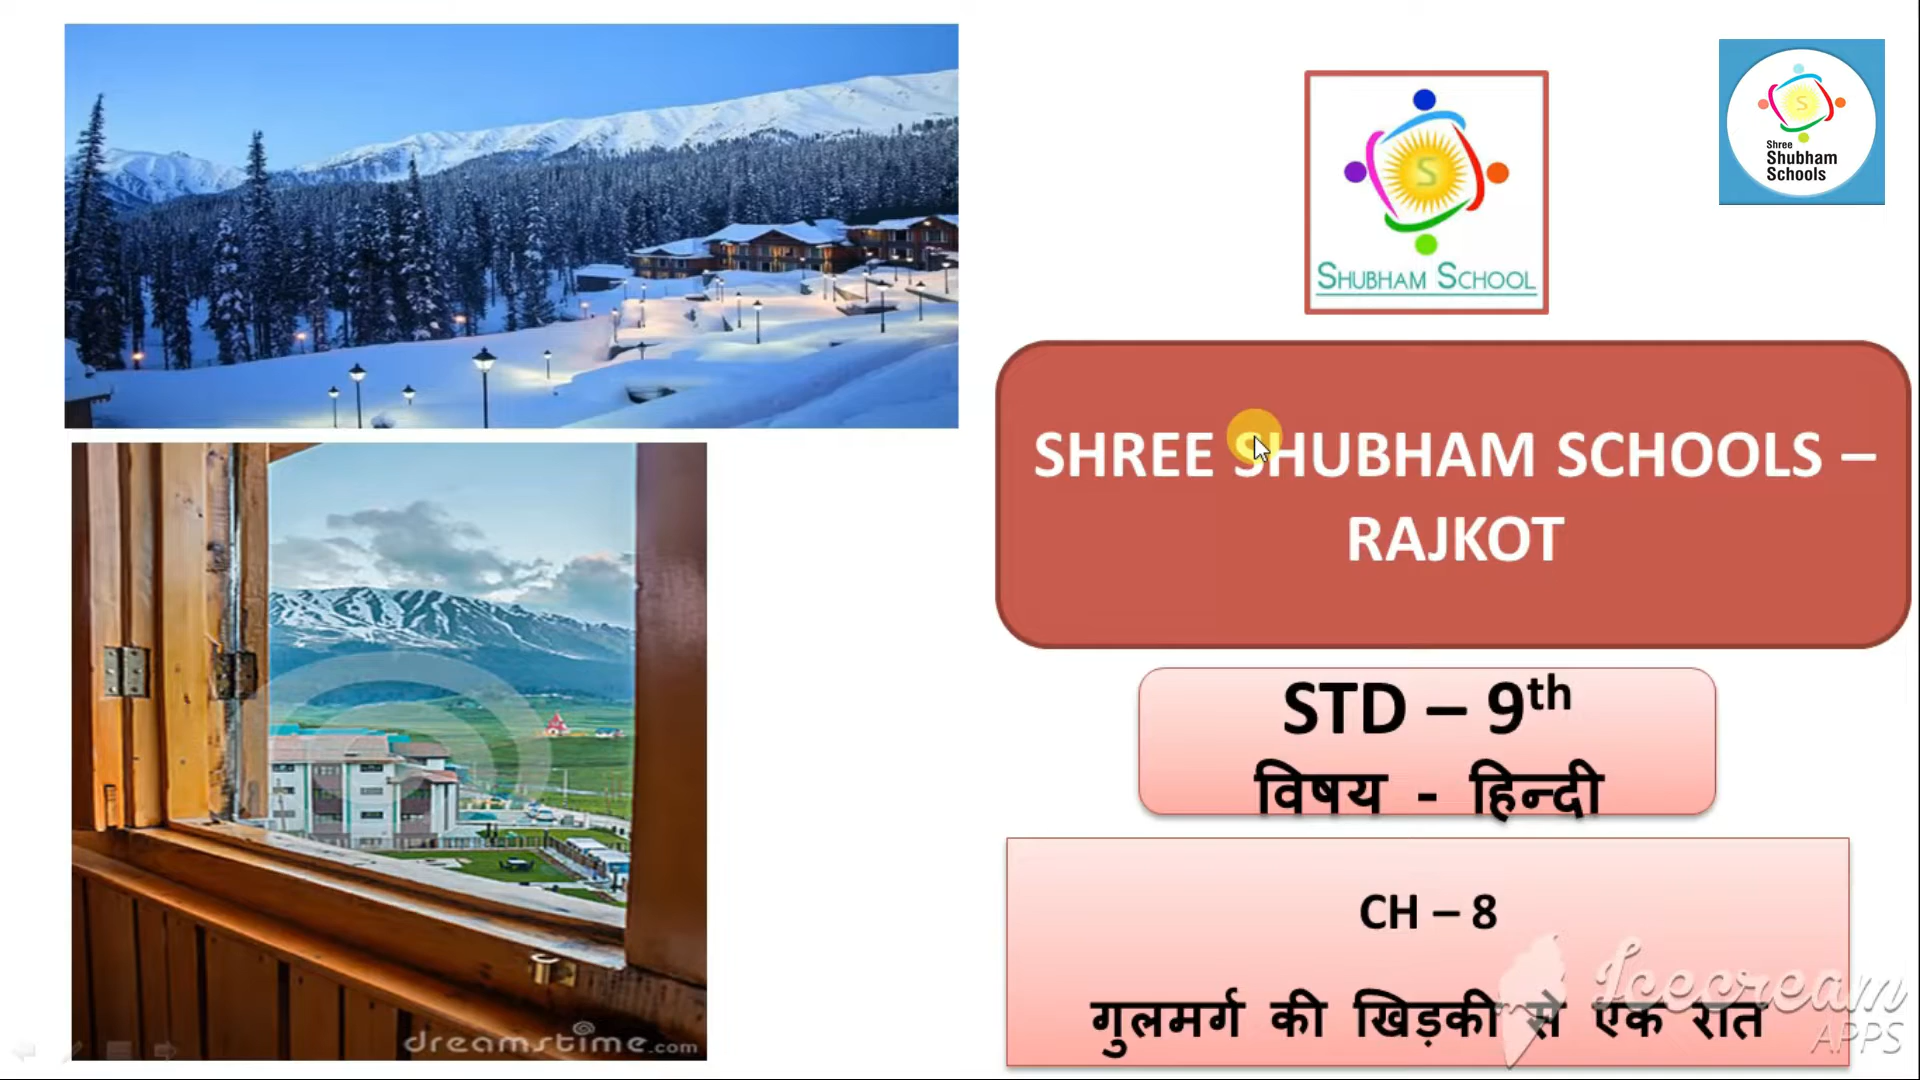 S
SHUBHAM SCHOOL
S
Shree
Shubham
Schools
SHREE SHUBHAM SCHOOLS –
RAJKOT
STD – 9th
विषय - हिन्दी
CH – 8
गुलमर्ग की खिड़की से एक रात
dreamstime.com
Icecream
APPS